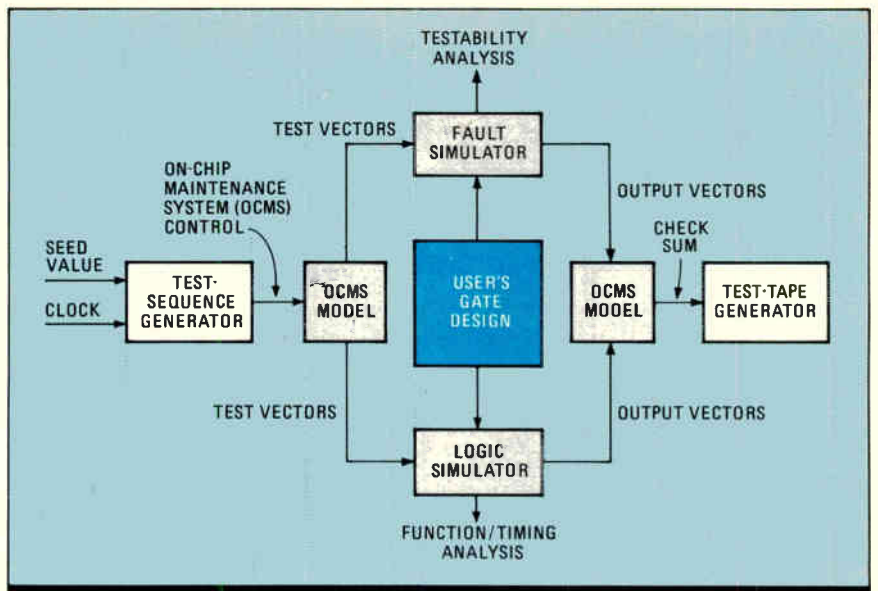 TESTABILITY
ANALYSIS
TEST VECTORS
FAULT
SIMULATOR
ON-CHIP
MAINTENANCE
SYSTEM (OCMS)
CONTROL
OUTPUT VECTORS
CHECK
SUM
SEED
VALUE
CLOCK
TEST-
SEQUENCE
GENERATOR
OCMS
MODEL
USER'S
GATE
DESIGN
OCMS
MODEL
TEST-TAPE
GENERATOR
TEST VECTORS
OUTPUT VECTORS
LOGIC
SIMULATOR
FUNCTION/TIMING
ANALYSIS